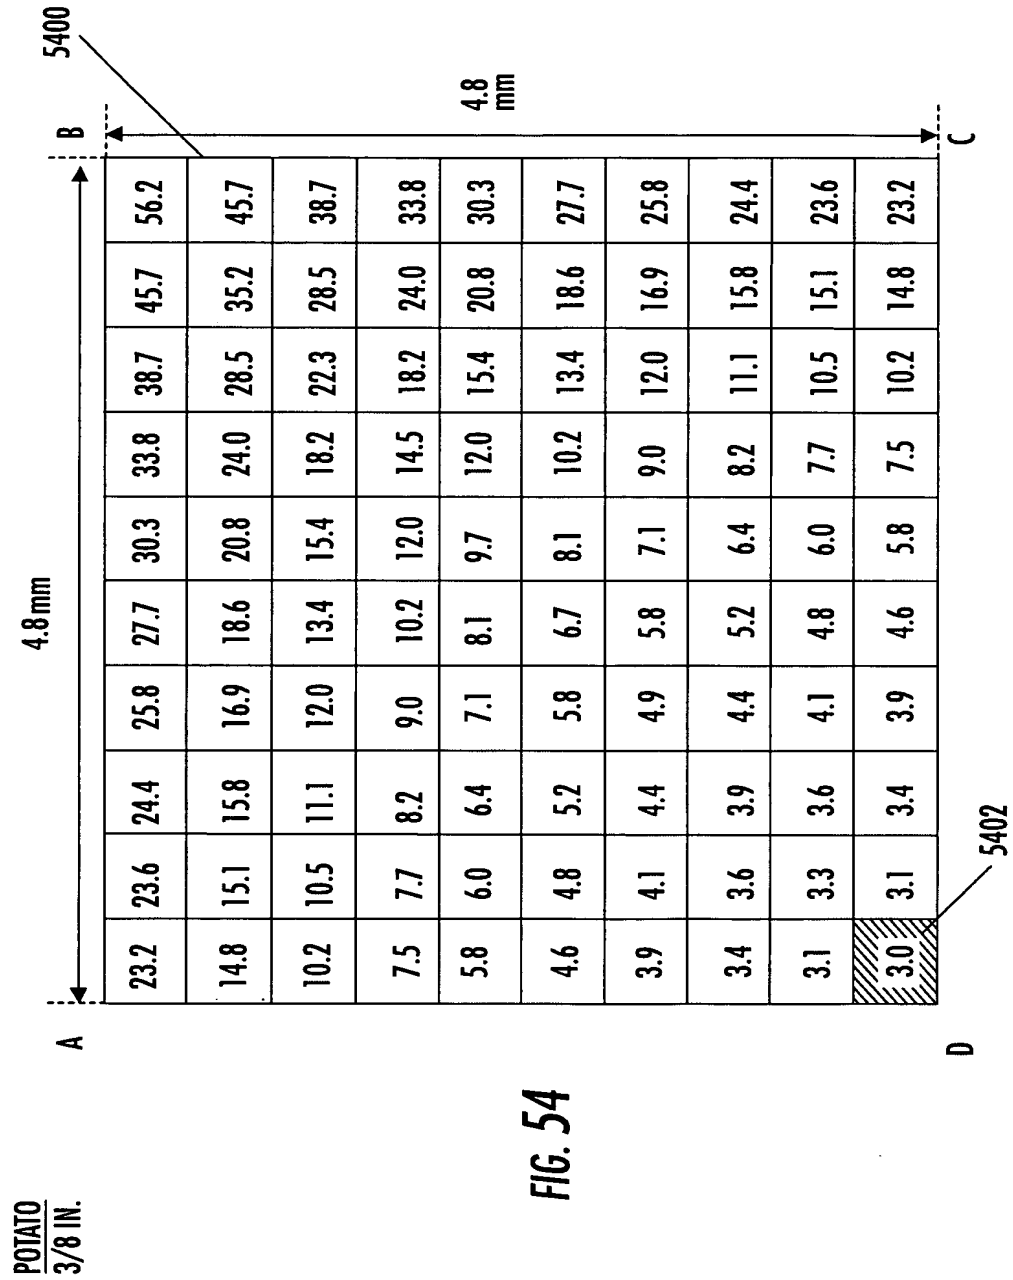 POTATO
3/8 IN.
4.8mm
5400
A B
23.2 23.6 24.4 25.8 27.7 30.3 33.8 38.7 45.7 56.2
14.8 15.1 15.8 16.9 18.6 20.8 24.0 28.5 35.2 45.7
10.2 10.5 11.1 12.0 13.4 15.4 18.2 22.3 28.5 38.7
7.5 7.7 8.2 9.0 10.2 12.0 14.5 18.2 24.0 33.8
5.8 6.0 6.4 7.1 8.1 9.7 12.0 15.4 20.8 30.3
4.8
mm
4.6 4.8 5.2 5.8 6.7 8.1 10.2 13.4 18.6 27.7
3.9 4.1 4.4 4.9 5.8 7.1 9.0 12.0 16.9 25.8
3.4 3.6 3.9 4.4 5.2 6.4 8.2 11.1 15.8 24.4
3.1 3.3 3.6 4.1 4.8 6.0 7.7 10.5 15.1 23.6
3.0 3.1 3.4 3.9 4.6 5.8 7.5 10.2 14.8 23.2
D C
5402
FIG. 54